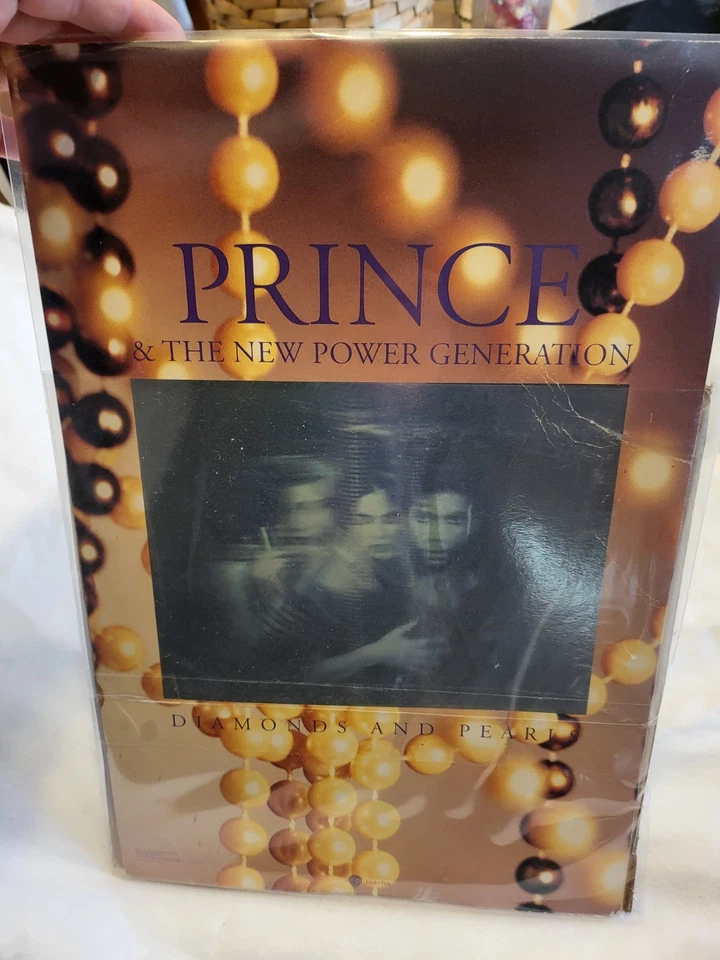 PRINCE
& THE NEW POWER GENERATION
DIAMONDS AND PEARLS